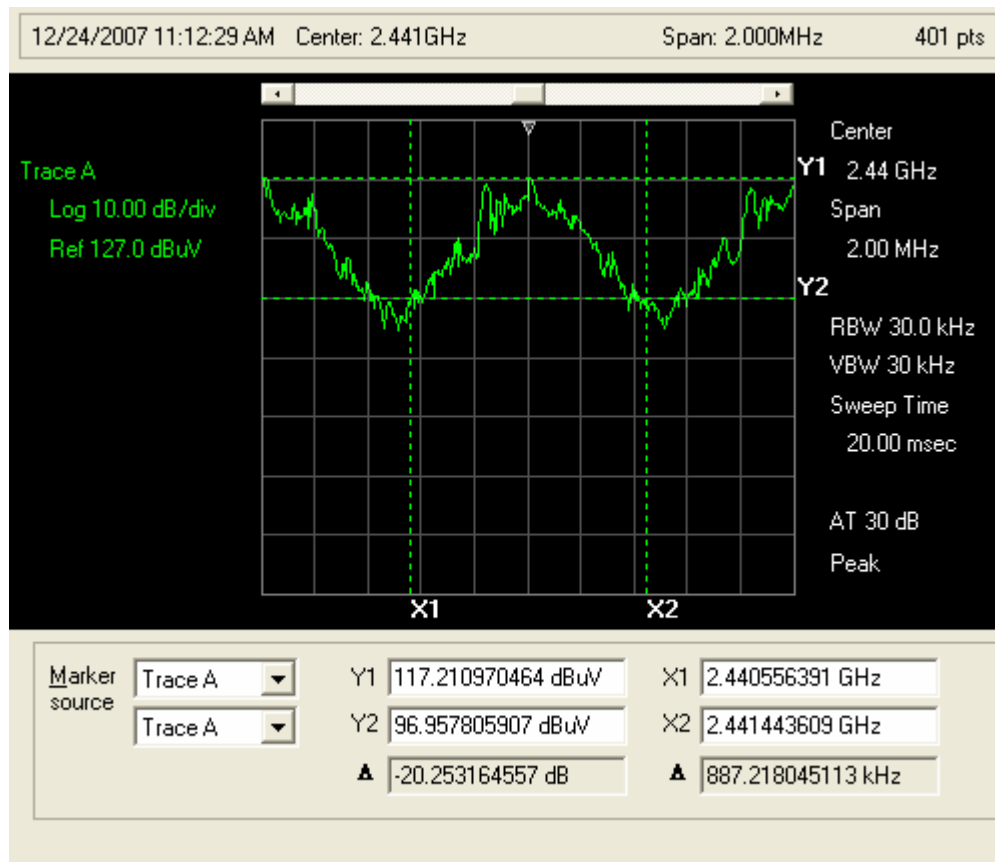 12/24/2007 11:12:29 AM Center: 2.441GHz Span: 2.000MHz 401 pts
Trace A
Log 10.00 dB/div
Ref 127.0 dBuV
Y1
Y2
X1 X2
Center
2.44 GHz
Span
2.00 MHz
RBW 30.0 kHz
VBW 30 kHz
Sweep Time
20.00 msec
AT 30 dB
Peak
Marker source
Trace A
Trace A
Y1 117.210970464 dBuV
Y2 96.957805907 dBuV
Δ -20.253164557 dB
X1 2.440556391 GHz
X2 2.441443609 GHz
Δ 887.218045113 kHz